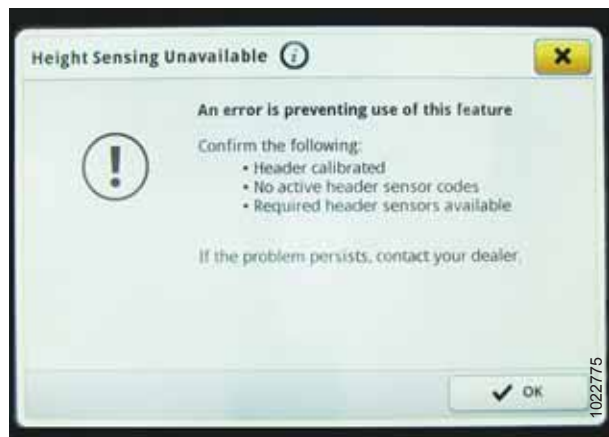 Height Sensing Unavailable i
An error is preventing use of this feature
!
Confirm the following:
• Header calibrated
• No active header sensor codes
• Required header sensors available
If the problem persists, contact your dealer.
OK
1022775